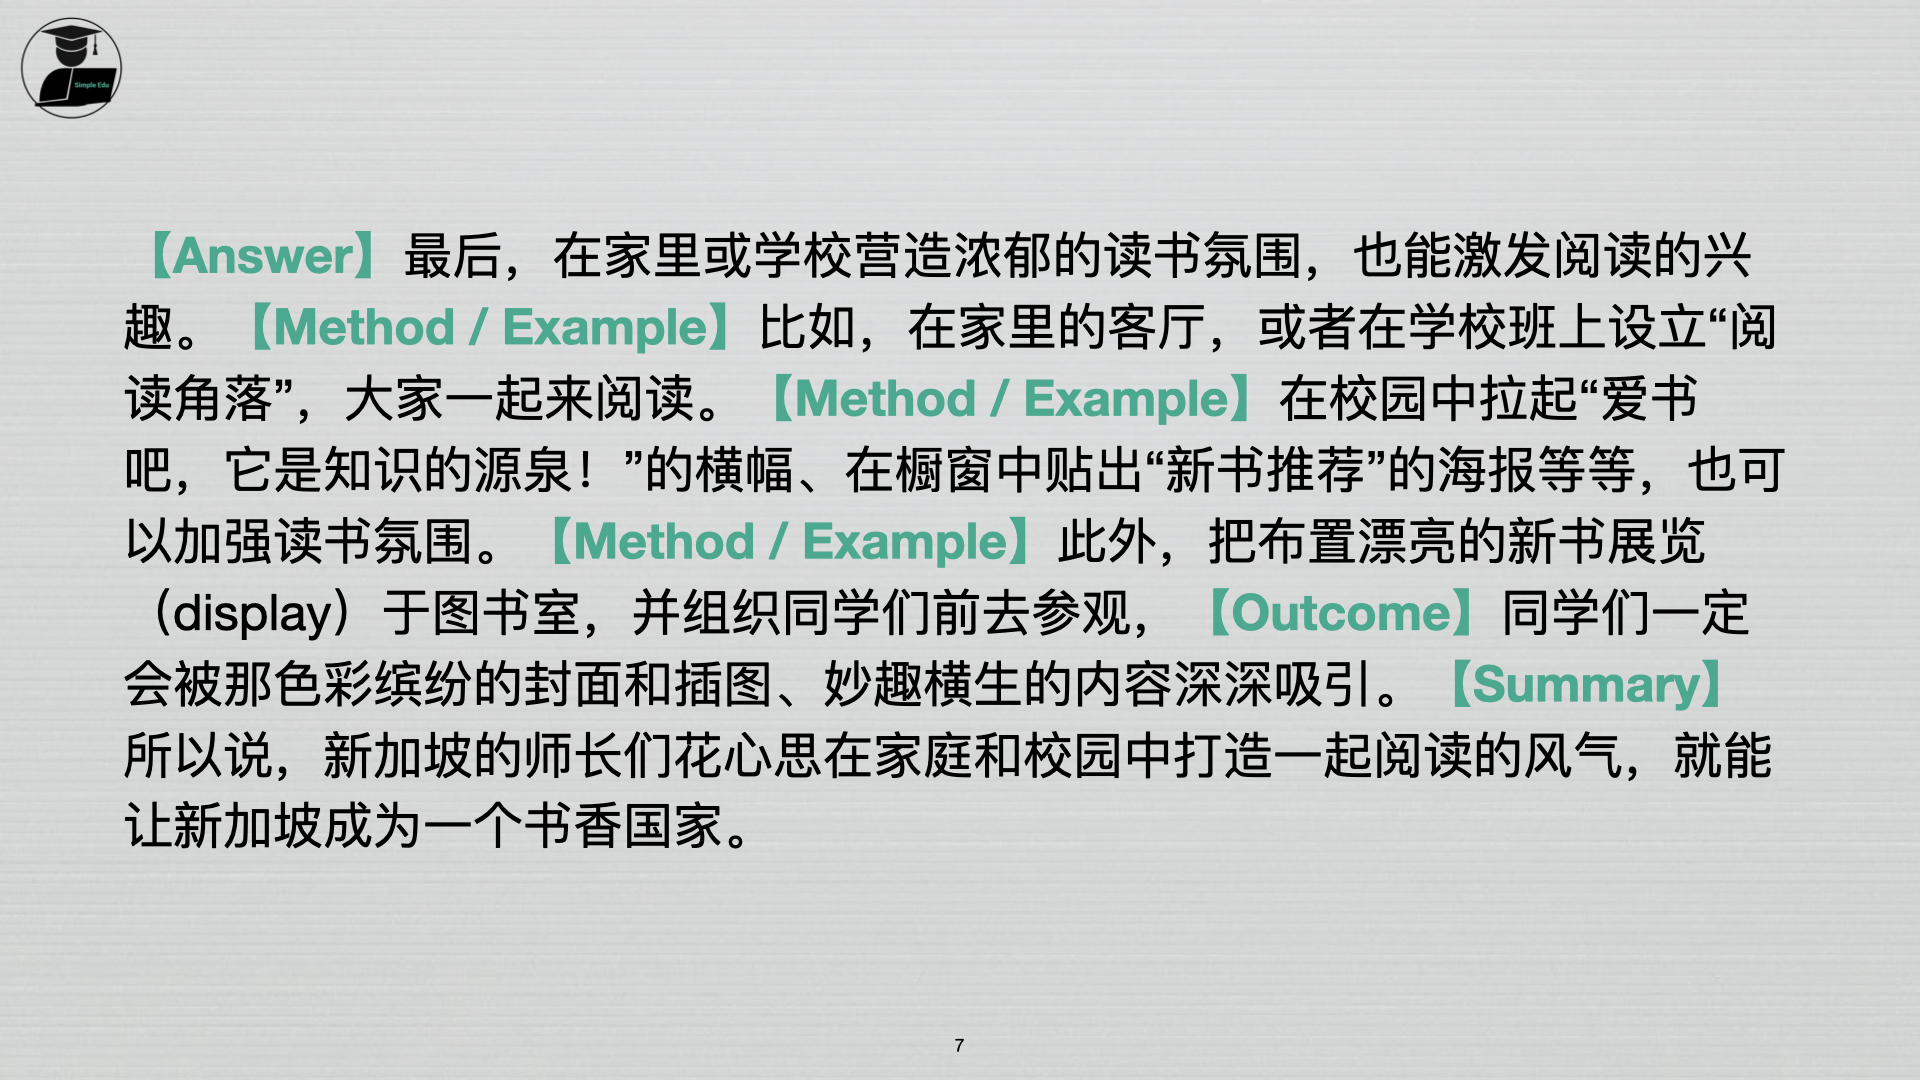 Simple Edu
【Answer】最后，在家里或学校营造浓郁的读书氛围，也能激发阅读的兴
趣。【Method / Example】比如，在家里的客厅，或者在学校班上设立“阅
读角落”，大家一起来阅读。【Method / Example】在校园中拉起“爱书
吧，它是知识的源泉！”的横幅、在橱窗中贴出“新书推荐”的海报等等，也可
以加强读书氛围。【Method / Example】此外，把布置漂亮的新书展览
（display）于图书室，并组织同学们前去参观，【Outcome】同学们一定
会被那色彩缤纷的封面和插图、妙趣横生的内容深深吸引。【Summary】
所以说，新加坡的师长们花心思在家庭和校园中打造一起阅读的风气，就能
让新加坡成为一个书香国家。
7